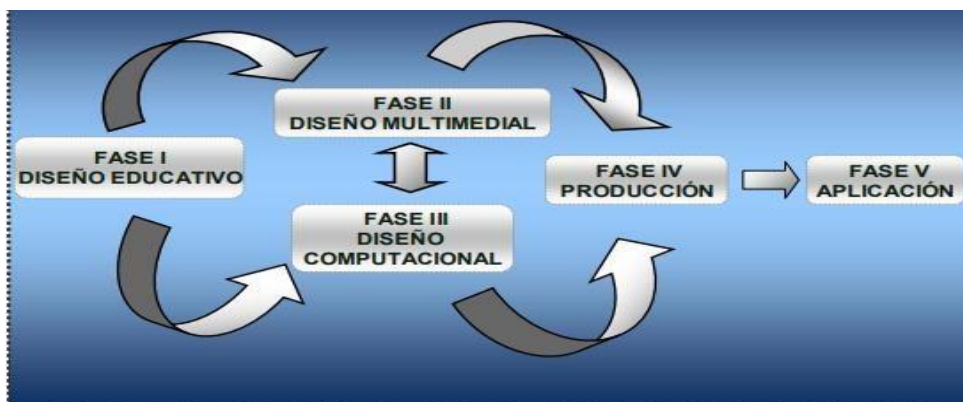 FASE I
DISEÑO EDUCATIVO
FASE II
DISEÑO MULTIMEDIAL
FASE III
DISEÑO
COMPUTACIONAL
FASE IV
PRODUCCIÓN
FASE V
APLICACIÓN